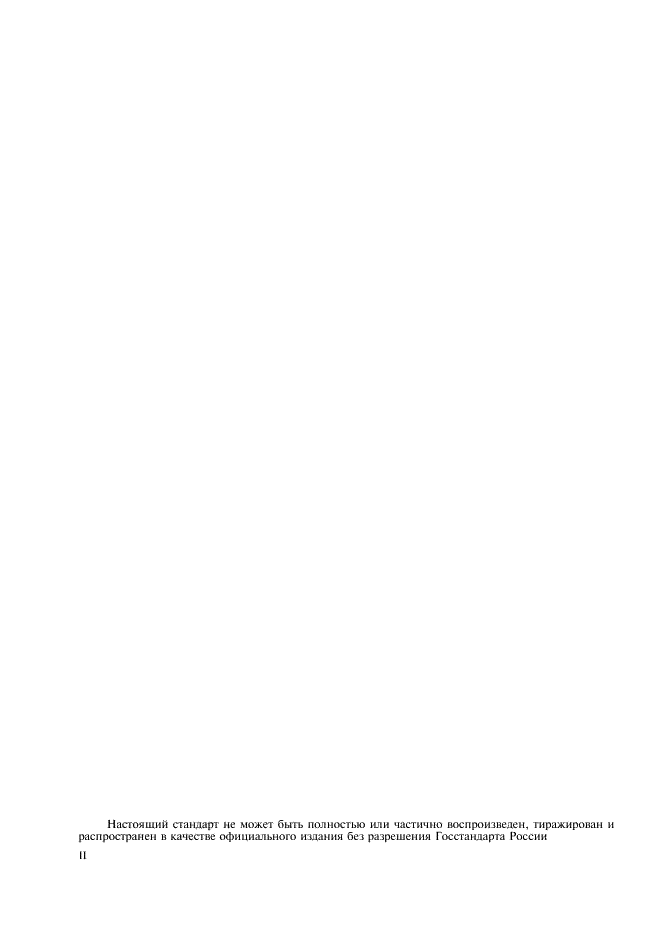 Настоящий стандарт не может быть полностью или частично воспроизведен, тиражирован и
распространен в качестве официального издания без разрешения Госстандарта России
II